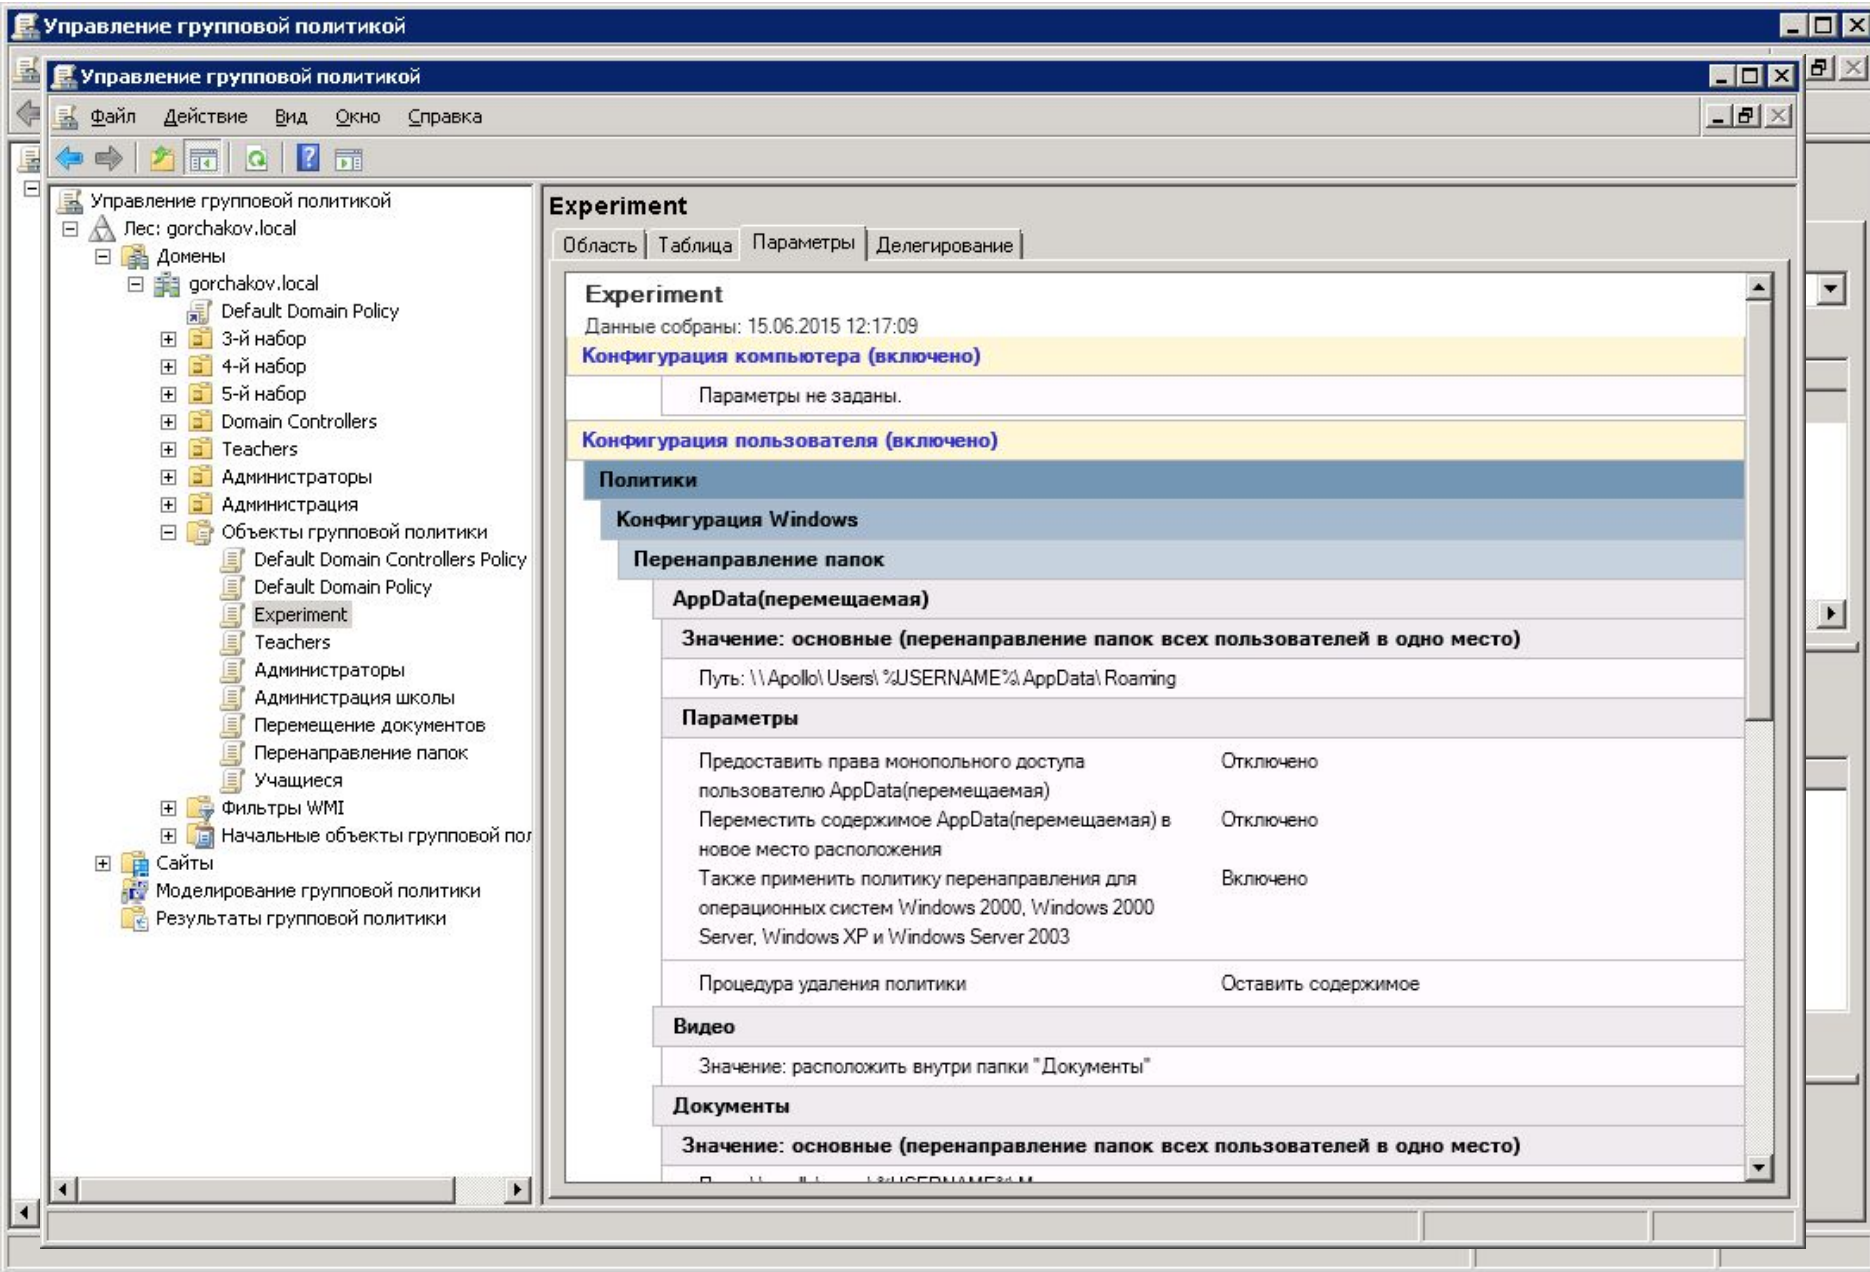 Управление групповой политикой
Управление групповой политикой
Файл Действие Вид Окно Справка
Управление групповой политикой
Лес: gorchakov.local
Домены
gorchakov.local
Default Domain Policy
3-й набор
4-й набор
5-й набор
Domain Controllers
Teachers
Администраторы
Администрация
Объекты групповой политики
Default Domain Controllers Policy
Default Domain Policy
Experiment
Teachers
Администраторы
Администрация школы
Перемещение документов
Перенаправление папок
Учащиеся
Фильтры WMI
Начальные объекты групповой пол
Сайты
Моделирование групповой политики
Результаты групповой политики
Experiment
Область Таблица Параметры Делегирование
Experiment
Данные собраны: 15.06.2015 12:17:09
Конфигурация компьютера (включено)
Параметры не заданы.
Конфигурация пользователя (включено)
Политики
Конфигурация Windows
Перенаправление папок
AppData(перемещаемая)
Значение: основные (перенаправление папок всех пользователей в одно место)
Путь: \\Apollo\Users\%USERNAME%\AppData\Roaming
Параметры
Предоставить права монопольного доступа Отключено
пользователю AppData(перемещаемая)
Переместить содержимое AppData(перемещаемая) в Отключено
новое место расположения
Также применить политику перенаправления для Включено
операционных систем Windows 2000, Windows 2000
Server, Windows XP и Windows Server 2003
Процедура удаления политики Оставить содержимое
Видео
Значение: расположить внутри папки "Документы"
Документы
Значение: основные (перенаправление папок всех пользователей в одно место)